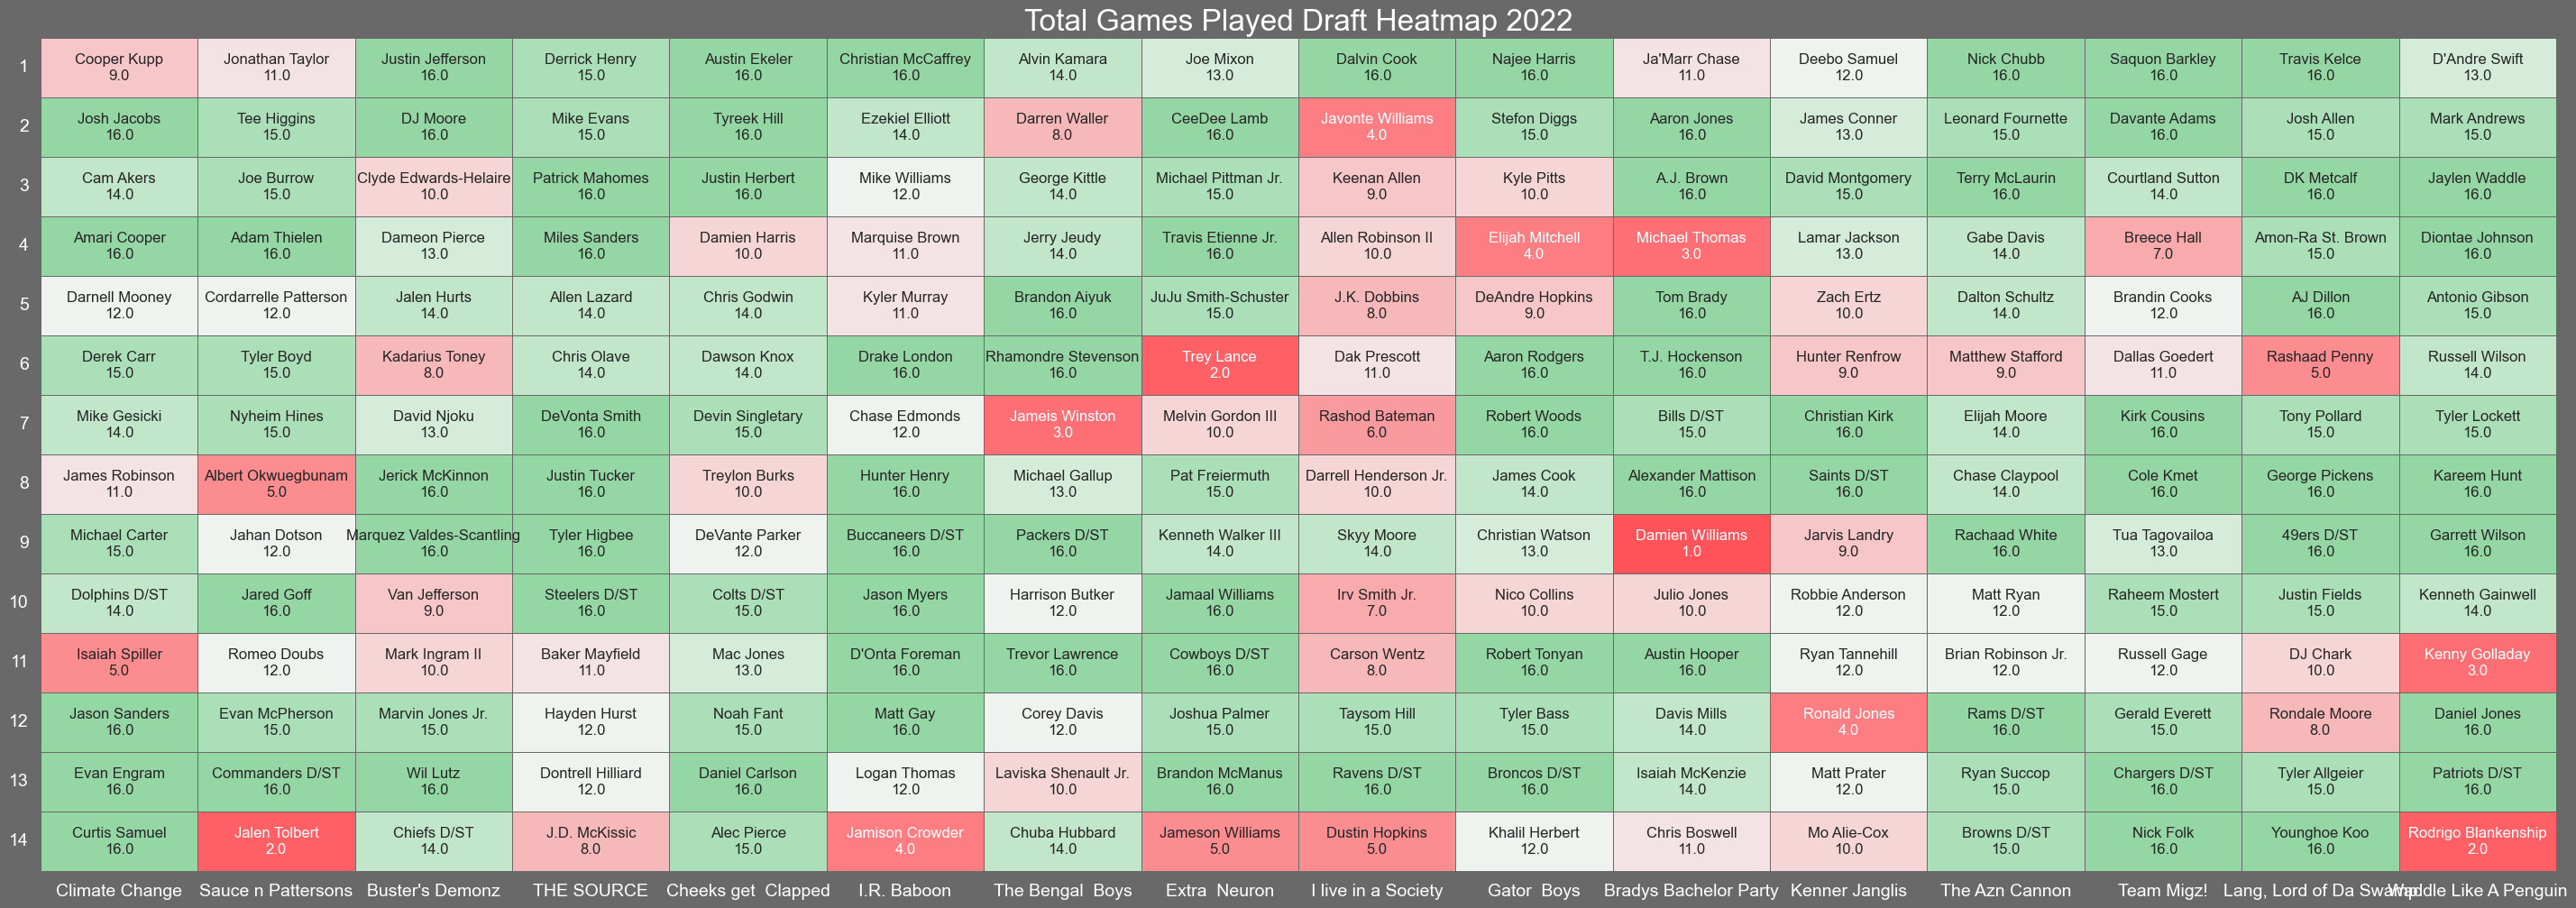 Total Games Played Draft Heatmap 2022
1 Cooper Kupp Jonathan Taylor Justin Jefferson Derrick Henry Austin Ekeler Christian McCaffrey Alvin Kamara Joe Mixon Dalvin Cook Najee Harris Ja'Marr Chase Deebo Samuel Nick Chubb Saquon Barkley Travis Kelce D'Andre Swift
9.0 11.0 16.0 15.0 16.0 16.0 14.0 13.0 16.0 16.0 11.0 12.0 16.0 16.0 16.0 13.0
2 Josh Jacobs Tee Higgins DJ Moore Mike Evans Tyreek Hill Ezekiel Elliott Darren Waller CeeDee Lamb Javonte Williams Stefon Diggs Aaron Jones James Conner Leonard Fournette Davante Adams Josh Allen Mark Andrews
16.0 15.0 16.0 15.0 16.0 14.0 8.0 16.0 4.0 15.0 16.0 13.0 15.0 16.0 15.0 15.0
3 Cam Akers Joe Burrow Clyde Edwards-Helaire Patrick Mahomes Justin Herbert Mike Williams George Kittle Michael Pittman Jr. Keenan Allen Kyle Pitts A.J. Brown David Montgomery Terry McLaurin Courtland Sutton DK Metcalf Jaylen Waddle
14.0 15.0 10.0 16.0 16.0 12.0 14.0 15.0 9.0 10.0 16.0 15.0 16.0 14.0 16.0 16.0
4 Amari Cooper Adam Thielen Dameon Pierce Miles Sanders Damien Harris Marquise Brown Jerry Jeudy Travis Etienne Jr. Allen Robinson II Elijah Mitchell Michael Thomas Lamar Jackson Gabe Davis Breece Hall Amon-Ra St. Brown Diontae Johnson
16.0 16.0 13.0 16.0 10.0 11.0 14.0 16.0 10.0 4.0 3.0 13.0 14.0 7.0 15.0 16.0
5 Darnell Mooney Cordarrelle Patterson Jalen Hurts Allen Lazard Chris Godwin Kyler Murray Brandon Aiyuk JuJu Smith-Schuster J.K. Dobbins DeAndre Hopkins Tom Brady Zach Ertz Dalton Schultz Brandin Cooks AJ Dillon Antonio Gibson
12.0 12.0 14.0 14.0 14.0 11.0 16.0 15.0 8.0 9.0 16.0 10.0 14.0 12.0 16.0 15.0
6 Derek Carr Tyler Boyd Kadarius Toney Chris Olave Dawson Knox Drake London Rhamondre Stevenson Trey Lance Dak Prescott Aaron Rodgers T.J. Hockenson Hunter Renfrow Matthew Stafford Dallas Goedert Rashaad Penny Russell Wilson
15.0 15.0 8.0 14.0 14.0 16.0 16.0 2.0 11.0 16.0 16.0 9.0 9.0 11.0 5.0 14.0
7 Mike Gesicki Nyheim Hines David Njoku DeVonta Smith Devin Singletary Chase Edmonds Jameis Winston Melvin Gordon III Rashod Bateman Robert Woods Bills D/ST Christian Kirk Elijah Moore Kirk Cousins Tony Pollard Tyler Lockett
14.0 15.0 13.0 16.0 15.0 12.0 3.0 10.0 6.0 16.0 15.0 16.0 14.0 16.0 15.0 15.0
8 James Robinson Albert Okwuegbunam Jerick McKinnon Justin Tucker Treylon Burks Hunter Henry Michael Gallup Pat Freiermuth Darrell Henderson Jr. James Cook Alexander Mattison Saints D/ST Chase Claypool Cole Kmet George Pickens Kareem Hunt
11.0 5.0 16.0 16.0 10.0 16.0 13.0 15.0 10.0 14.0 16.0 16.0 14.0 16.0 16.0 16.0
9 Michael Carter Jahan Dotson Marquez Valdes-Scantling Tyler Higbee DeVante Parker Buccaneers D/ST Packers D/ST Kenneth Walker III Skyy Moore Christian Watson Damien Williams Jarvis Landry Rachaad White Tua Tagovailoa 49ers D/ST Garrett Wilson
15.0 12.0 16.0 16.0 12.0 16.0 16.0 14.0 14.0 13.0 1.0 9.0 16.0 13.0 16.0 16.0
10 Dolphins D/ST Jared Goff Van Jefferson Steelers D/ST Colts D/ST Jason Myers Harrison Butker Jamaal Williams Irv Smith Jr. Nico Collins Julio Jones Robbie Anderson Matt Ryan Raheem Mostert Justin Fields Kenneth Gainwell
14.0 16.0 9.0 16.0 15.0 16.0 12.0 16.0 7.0 10.0 10.0 12.0 12.0 15.0 15.0 14.0
11 Isaiah Spiller Romeo Doubs Mark Ingram II Baker Mayfield Mac Jones D'Onta Foreman Trevor Lawrence Cowboys D/ST Carson Wentz Robert Tonyan Austin Hooper Ryan Tannehill Brian Robinson Jr. Russell Gage DJ Chark Kenny Golladay
5.0 12.0 10.0 11.0 13.0 16.0 16.0 16.0 8.0 16.0 16.0 12.0 12.0 12.0 10.0 3.0
12 Jason Sanders Evan McPherson Marvin Jones Jr. Hayden Hurst Noah Fant Matt Gay Corey Davis Joshua Palmer Taysom Hill Tyler Bass Davis Mills Ronald Jones Rams D/ST Gerald Everett Rondale Moore Daniel Jones
16.0 15.0 15.0 12.0 15.0 16.0 12.0 15.0 15.0 15.0 14.0 4.0 16.0 15.0 8.0 16.0
13 Evan Engram Commanders D/ST Wil Lutz Dontrell Hilliard Daniel Carlson Logan Thomas Laviska Shenault Jr. Brandon McManus Ravens D/ST Broncos D/ST Isaiah McKenzie Matt Prater Ryan Succop Chargers D/ST Tyler Allgeier Patriots D/ST
16.0 16.0 16.0 12.0 16.0 12.0 10.0 16.0 16.0 16.0 14.0 12.0 15.0 16.0 15.0 16.0
14 Curtis Samuel Jalen Tolbert Chiefs D/ST J.D. McKissic Alec Pierce Jamison Crowder Chuba Hubbard Jameson Williams Dustin Hopkins Khalil Herbert Chris Boswell Mo Alie-Cox Browns D/ST Nick Folk Younghoe Koo Rodrigo Blankenship
16.0 2.0 14.0 8.0 15.0 4.0 14.0 5.0 5.0 12.0 11.0 10.0 15.0 16.0 16.0 2.0
Climate Change Sauce n Pattersons Buster's Demonz THE SOURCE Cheeks get Clapped I.R. Baboon The Bengal Boys Extra Neuron I live in a Society Gator Boys Bradys Bachelor Party Kenner Janglis The Azn Cannon Team Migz! Lang, Lord of Da Swamp Waddle Like A Penguin